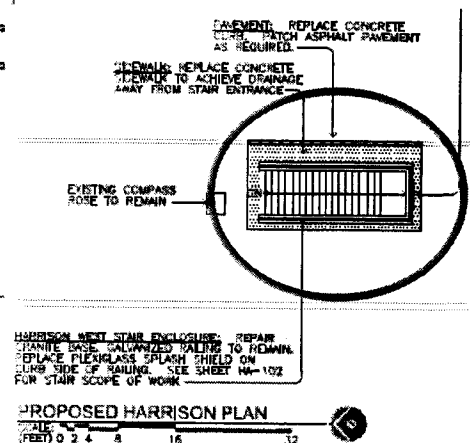 PAVEMENT: REPLACE CONCRETE
CURB. PATCH ASPHALT PAVEMENT
AS REQUIRED.
SIDEWALK: REPLACE CONCRETE
SIDEWALK TO ACHIEVE DRAINAGE
AWAY FROM STAIR ENTRANCE
EXISTING COMPASS
ROSE TO REMAIN
DN
HARRISON WEST STAIR ENCLOSURE: REPAIR
GRANITE BASE. GALVANIZED RAILING TO REMAIN.
REPLACE PLEXIGLASS SPLASH SHIELD ON
CURB SIDE OF RAILING. SEE SHEET HA-102
FOR STAIR SCOPE OF WORK
PROPOSED HARRISON PLAN
SCALE:
(FEET) 0 2 4 8 16 32